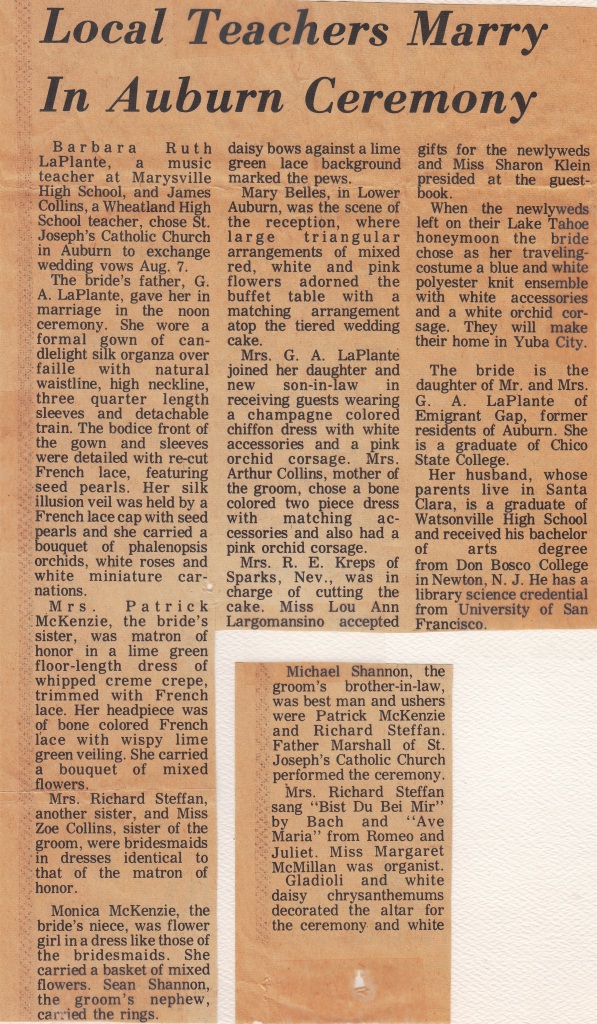 Local Teachers Marry
In Auburn Ceremony
Barbara Ruth
LaPlante, a music
teacher at Marysville
High School, and James
Collins, a Wheatland High
School teacher, chose St.
Joseph's Catholic Church
in Auburn to exchange
wedding vows Aug. 7.
The bride's father, G.
A. LaPlante, gave her in
marriage in the noon
ceremony. She wore a
formal gown of can-
dlelight silk organza over
faille with natural
waistline, high neckline,
three quarter length
sleeves and detachable
train. The bodice front of
the gown and sleeves
were detailed with re-cut
French lace, featuring
seed pearls. Her silk
illusion veil was held by a
French lace cap with seed
pearls and she carried a
bouquet of phalenopsis
orchids, white roses and
white miniature car-
nations.
Mrs. Patrick
McKenzie, the bride's
sister, was matron of
honor in a lime green
floor-length dress of
whipped creme crepe,
trimmed with French
lace. Her headpiece was
of bone colored French
lace with wispy lime
green veiling. She carried
a bouquet of mixed
flowers.
Mrs. Richard Steffan,
another sister, and Miss
Zoe Collins, sister of the
groom, were bridesmaids
in dresses identical to
that of the matron of
honor.
Monica McKenzie, the
bride's niece, was flower
girl in a dress like those of
the bridesmaids. She
carried a basket of mixed
flowers. Sean Shannon,
the groom's nephew,
carried the rings.
Michael Shannon, the
groom's brother-in-law,
was best man and ushers
were Patrick McKenzie
and Richard Steffan.
Father Marshall of St.
Joseph's Catholic Church
performed the ceremony.
Mrs. Richard Steffan
sang "Bist Du Bei Mir"
by Bach and "Ave
Maria" from Romeo and
Juliet. Miss Margaret
McMillan was organist.
Gladioli and white
daisy chrysanthemums
decorated the altar for
the ceremony and white
daisy bows against a lime
green lace background
marked the pews.
Mary Belles, in Lower
Auburn, was the scene of
the reception, where
large triangular
arrangements of mixed
red, white and pink
flowers adorned the
buffet table with a
matching arrangement
atop the tiered wedding
cake.
Mrs. G. A. LaPlante
joined her daughter and
new son-in-law in
receiving guests wearing
a champagne colored
chiffon dress with white
accessories and a pink
orchid corsage. Mrs.
Arthur Collins, mother of
the groom, chose a bone
colored two piece dress
with matching ac-
cessories and also had a
pink orchid corsage.
Mrs. R. E. Kreps of
Sparks, Nev., was in
charge of cutting the
cake. Miss Lou Ann
Largomansino accepted
gifts for the newlyweds
and Miss Sharon Klein
presided at the guest-
book.
When the newlyweds
left on their Lake Tahoe
honeymoon the bride
chose as her traveling-
costume a blue and white
polyester knit ensemble
with white accessories
and a white orchid cor-
sage. They will make
their home in Yuba City.
The bride is the
daughter of Mr. and Mrs.
G. A. LaPlante of
Emigrant Gap, former
residents of Auburn. She
is a graduate of Chico
State College.
Her husband, whose
parents live in Santa
Clara, is a graduate of
Watsonville High School
and received his bachelor
of arts degree
from Don Bosco College
in Newton, N. J. He has a
library science credential
from University of San
Francisco.